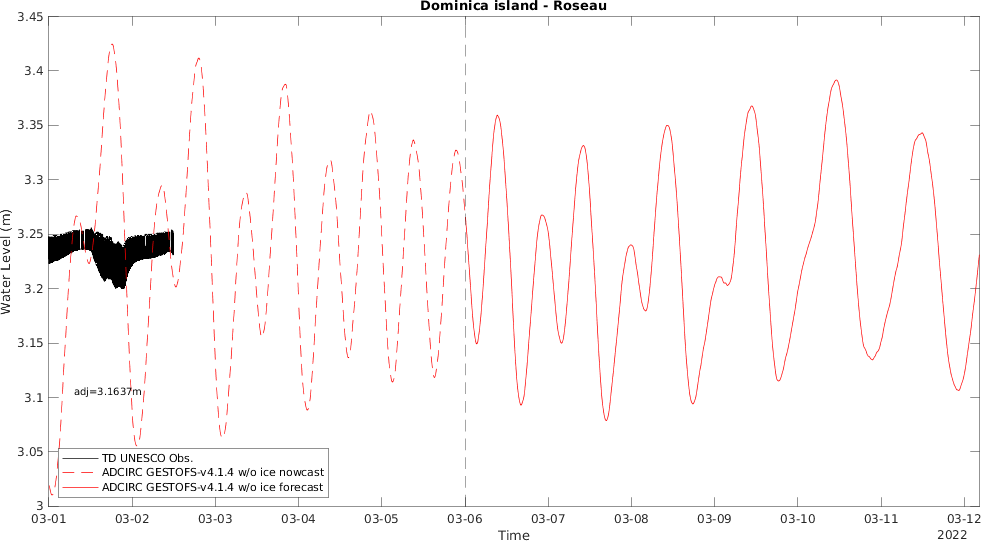 Dominica island - Roseau
3.45
3.4
3.35
3.3
3.25
3.2
3.15
3.1
3.05
3
Water Level (m)
adj=3.1637m
TD UNESCO Obs.
ADCIRC GESTOFS-v4.1.4 w/o ice nowcast
ADCIRC GESTOFS-v4.1.4 w/o ice forecast
03-01 03-02 03-03 03-04 03-05 03-06 03-07 03-08 03-09 03-10 03-11 03-12
Time
2022